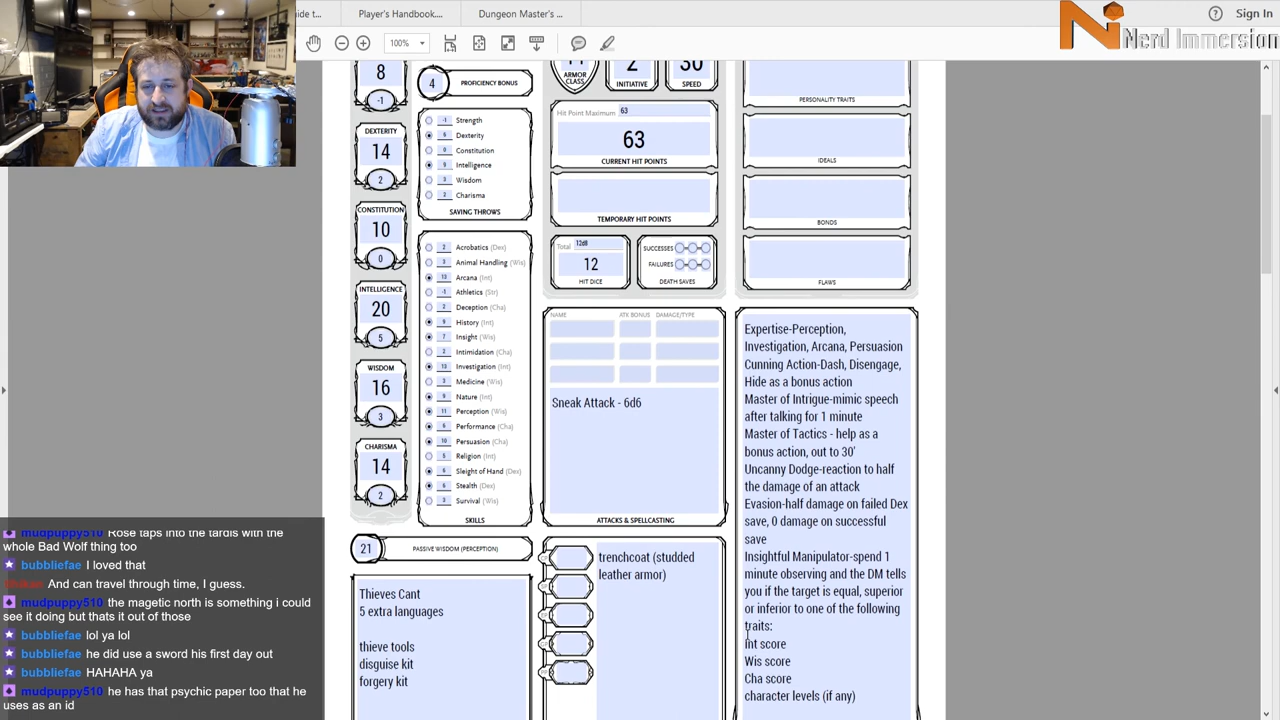 ide t...
Player's Handbook....
Dungeon Master's ...
Sign In
100%
Nerd Immersion
8
-1
4
PROFICIENCY BONUS
ARMOR
CLASS
2
INITIATIVE
30
SPEED
PERSONALITY TRAITS
DEXTERITY
14
2
-1 Strength
6 Dexterity
0 Constitution
9 Intelligence
3 Wisdom
2 Charisma
SAVING THROWS
Hit Point Maximum 63
63
CURRENT HIT POINTS
TEMPORARY HIT POINTS
IDEALS
BONDS
FLAWS
CONSTITUTION
10
0
Total 12d8
12
HIT DICE
SUCCESSES
FAILURES
DEATH SAVES
INTELLIGENCE
20
5
WISDOM
16
3
CHARISMA
14
2
2 Acrobatics (Dex)
3 Animal Handling (Wis)
13 Arcana (Int)
-1 Athletics (Str)
2 Deception (Cha)
9 History (Int)
7 Insight (Wis)
2 Intimidation (Cha)
13 Investigation (Int)
3 Medicine (Wis)
9 Nature (Int)
11 Perception (Wis)
6 Performance (Cha)
10 Persuasion (Cha)
5 Religion (Int)
6 Sleight of Hand (Dex)
6 Stealth (Dex)
3 Survival (Wis)
SKILLS
NAME ATK BONUS DAMAGE/TYPE
Sneak Attack - 6d6
ATTACKS & SPELLCASTING
Expertise-Perception,
Investigation, Arcana, Persuasion
Cunning Action-Dash, Disengage,
Hide as a bonus action
Master of Intrigue-mimic speech
after talking for 1 minute
Master of Tactics - help as a
bonus action, out to 30'
Uncanny Dodge-reaction to half
the damage of an attack
Evasion-half damage on failed Dex
save, 0 damage on successful
save
Insightful Manipulator-spend 1
minute observing and the DM tells
you if the target is equal, superior
or inferior to one of the following
traits:
Int score
Wis score
Cha score
character levels (if any)
21
PASSIVE WISDOM (PERCEPTION)
Thieves Cant
5 extra languages
thieve tools
disguise kit
forgery kit
trenchcoat (studded
leather armor)
mudpuppy510 Rose taps into the tardis with the
whole Bad Wolf thing too
bubbliefae I loved that
And can travel through time, I guess.
mudpuppy510 the magetic north is something i could
see it doing but thats it out of those
bubbliefae lol ya lol
bubbliefae he did use a sword his first day out
bubbliefae HAHAHA ya
mudpuppy510 he has that psychic paper too that he
uses as an id